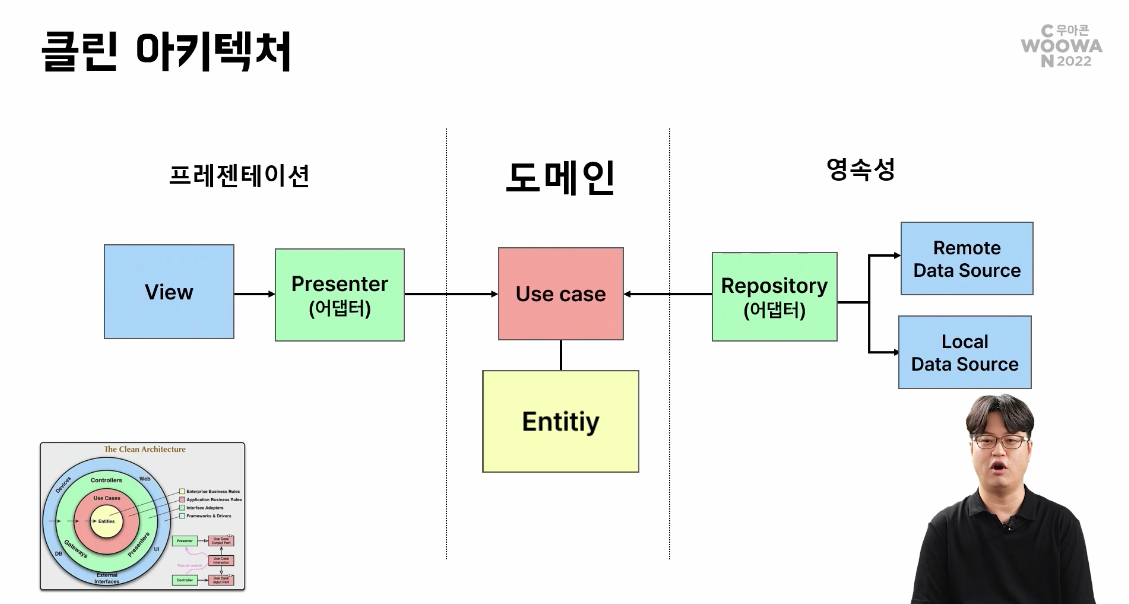 클린 아키텍처
C 우아콘
WOOWA
N 2022
프레젠테이션
도메인
영속성
View
Presenter
(어댑터)
Use case
Entitiy
Repository
(어댑터)
Remote
Data Source
Local
Data Source
The Clean Architecture
Devices
Web
Controllers
Use Cases
Entities
Gateways
Presenters
DB
UI
External
Interfaces
Enterprise Business Rules
Application Business Rules
Interface Adapters
Frameworks & Drivers
Presenter
Use Case
Output Port
Use Case
Interactor
Controller
Use Case
Input Port